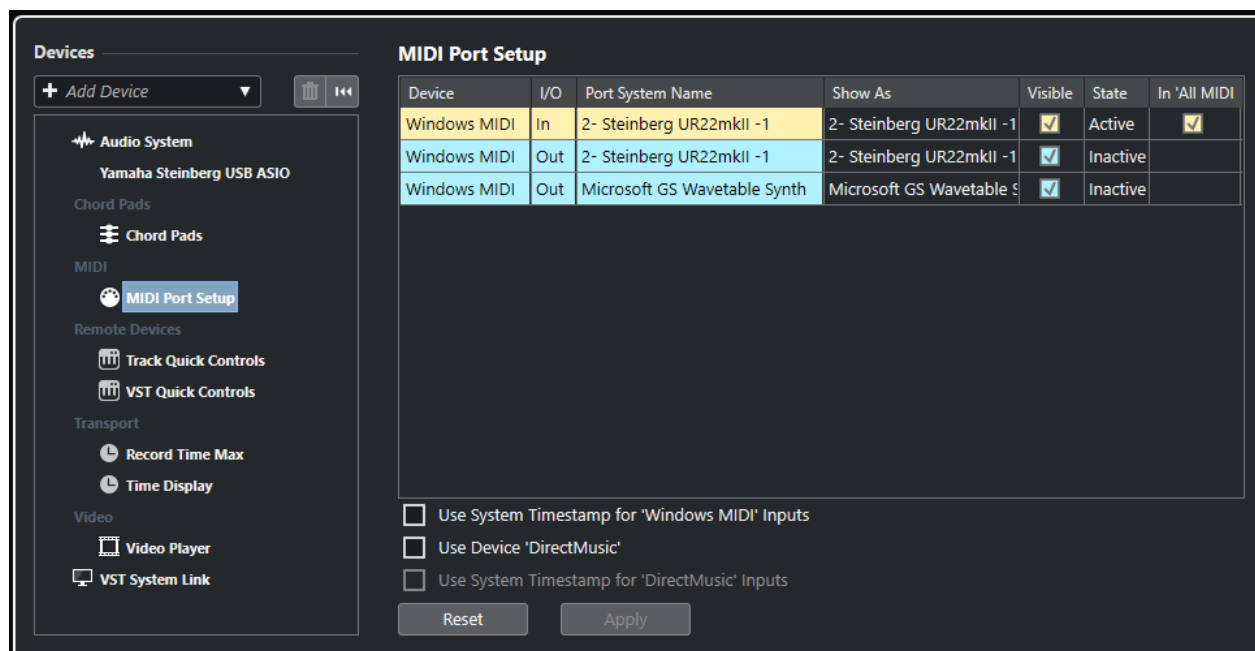 Devices
Add Device
Audio System
Yamaha Steinberg USB ASIO
Chord Pads
Chord Pads
MIDI
MIDI Port Setup
Remote Devices
Track Quick Controls
VST Quick Controls
Transport
Record Time Max
Time Display
Video
Video Player
VST System Link
MIDI Port Setup
Device I/O Port System Name Show As Visible State In 'All MIDI
Windows MIDI In 2- Steinberg UR22mkII -1 2- Steinberg UR22mkII -1 Active
Windows MIDI Out 2- Steinberg UR22mkII -1 2- Steinberg UR22mkII -1 Inactive
Windows MIDI Out Microsoft GS Wavetable Synth Microsoft GS Wavetable S Inactive
Use System Timestamp for 'Windows MIDI' Inputs
Use Device 'DirectMusic'
Use System Timestamp for 'DirectMusic' Inputs
Reset Apply